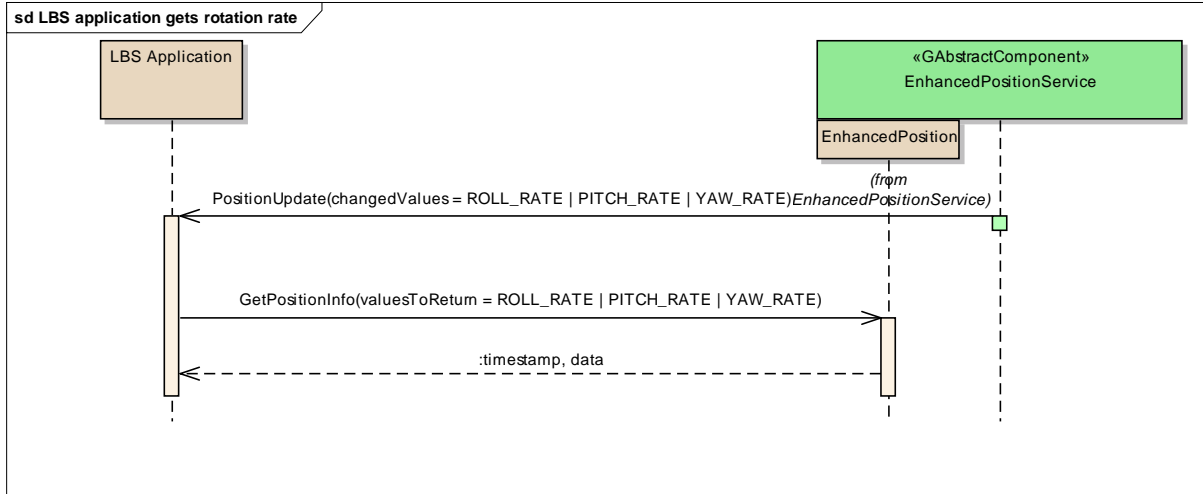 sd LBS application gets rotation rate
LBS Application
«GAbstractComponent»
EnhancedPositionService
EnhancedPosition
(from
EnhancedPositionService)
PositionUpdate(changedValues = ROLL_RATE | PITCH_RATE | YAW_RATE)
GetPositionInfo(valuesToReturn = ROLL_RATE | PITCH_RATE | YAW_RATE)
:timestamp, data